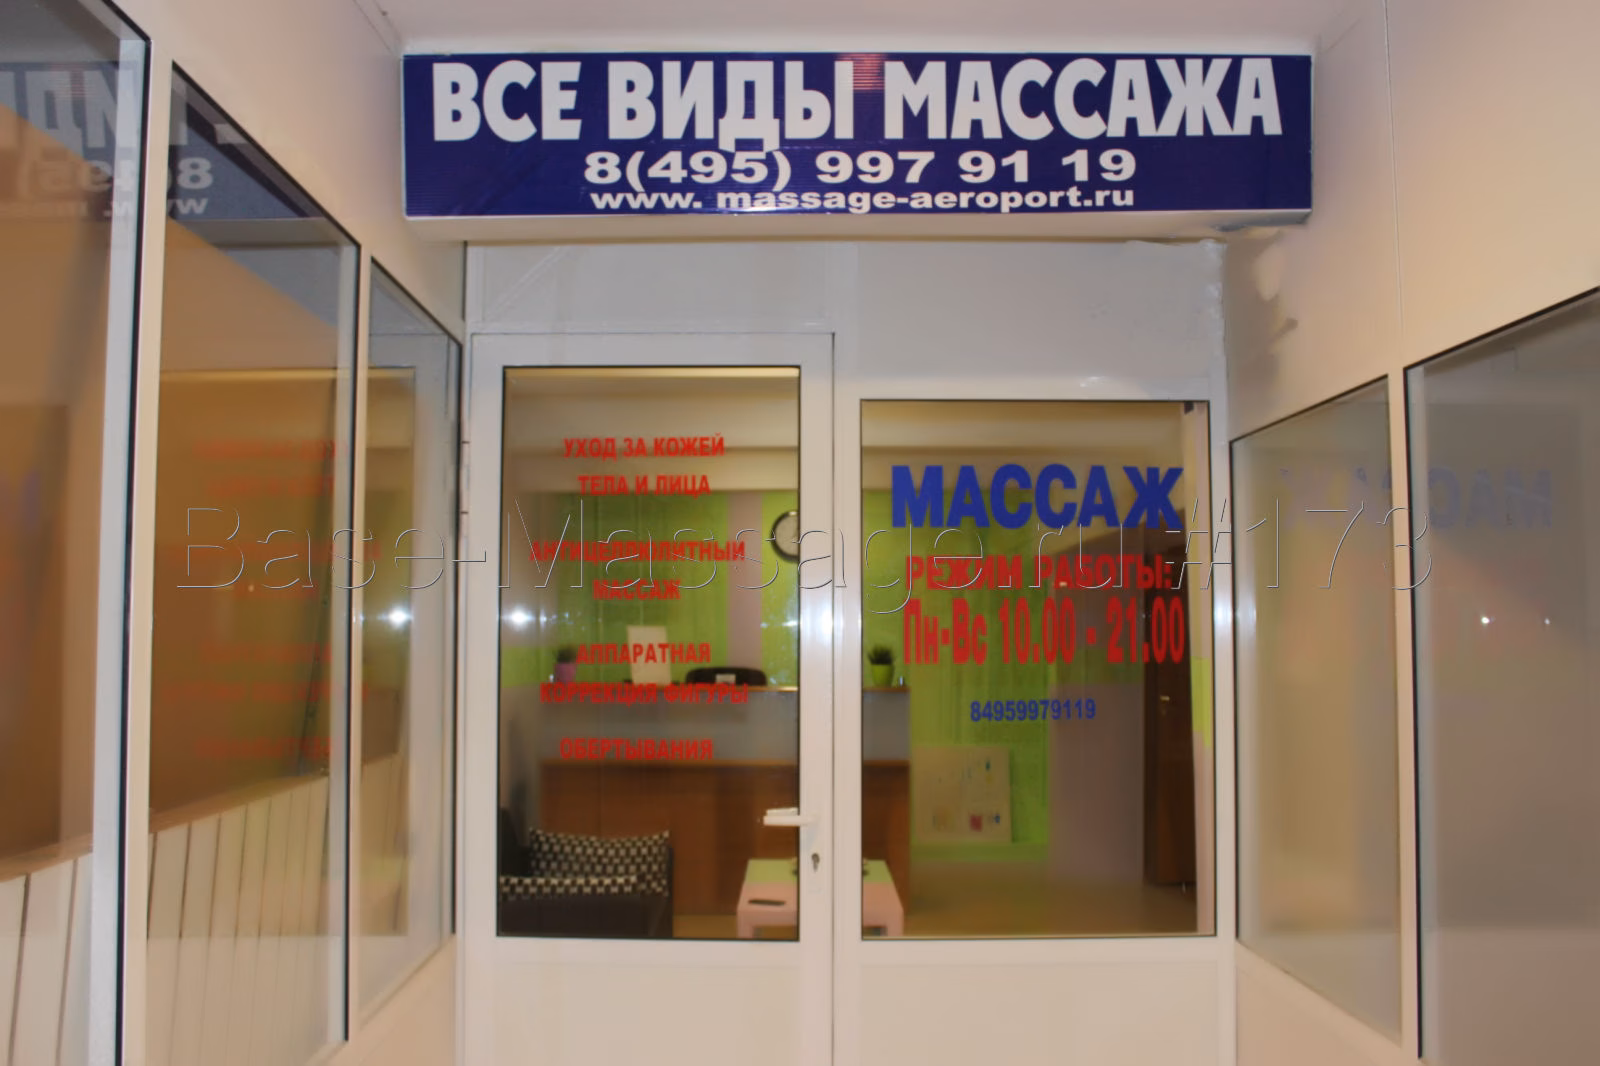 ВСЕ ВИДЫ МАССАЖА
8(495) 997 91 19
www. massage-aeroport.ru
УХОД ЗА КОЖЕЙ
ТЕЛА И ЛИЦА
АНТИЦЕЛЛЮЛИТНЫЙ
МАССАЖ
АППАРАТНАЯ
КОРРЕКЦИЯ ФИГУРЫ
ОБЕРТЫВАНИЯ
МАССАЖ
РЕЖИМ РАБОТЫ:
Пн-Вс 10.00 - 21.00
84959979119
Base-Massage.ru #173